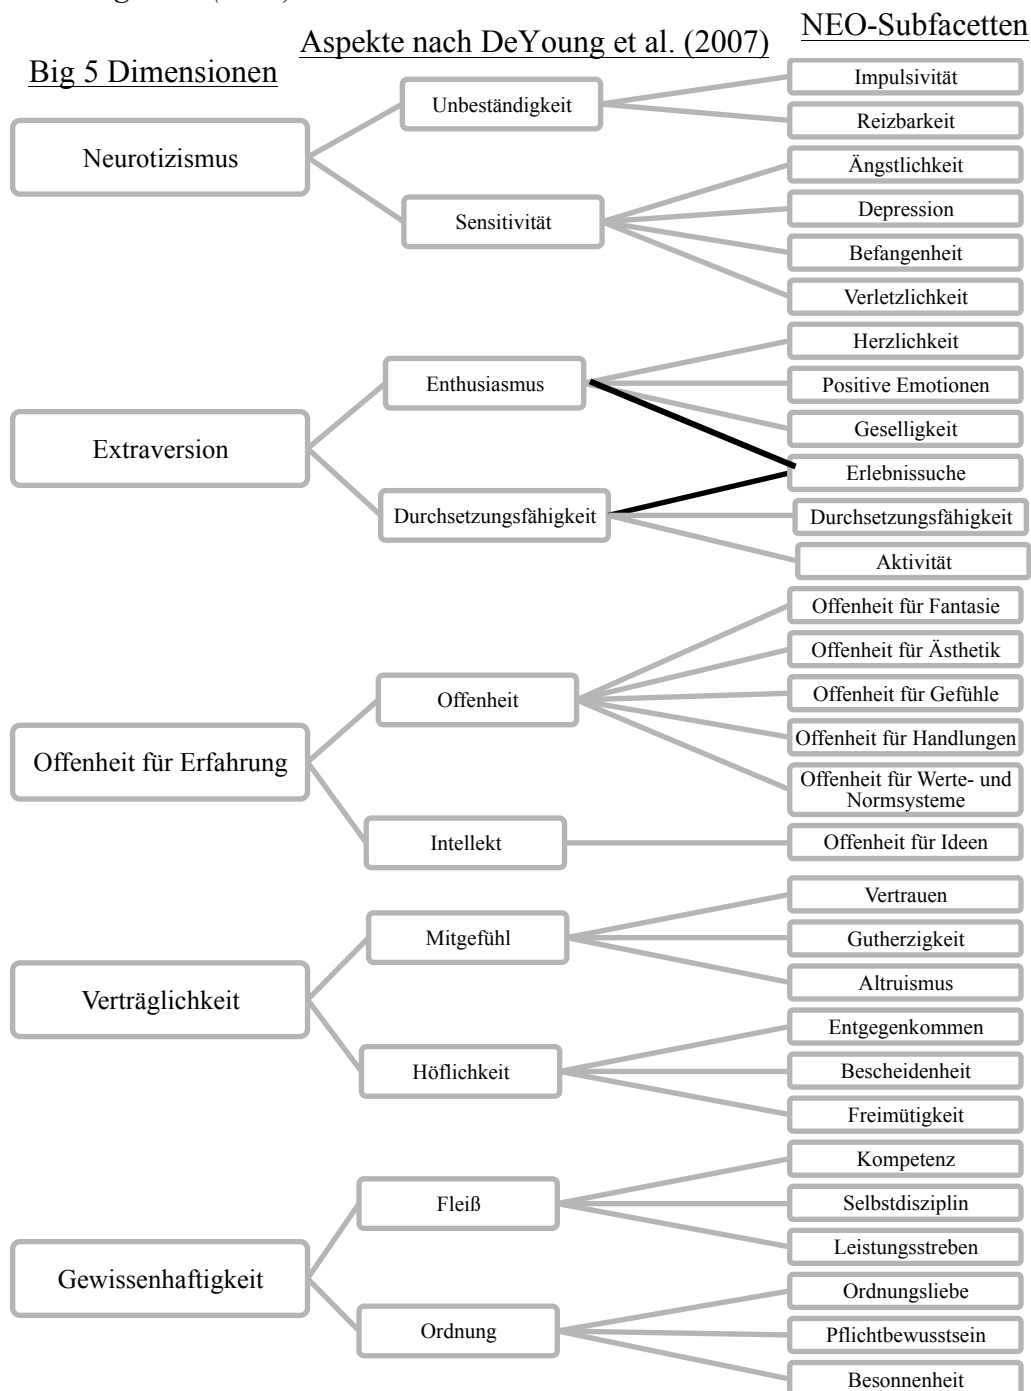 Big 5 Dimensionen
Aspekte nach DeYoung et al. (2007)
NEO-Subfacetten
Neurotizismus
Unbeständigkeit
Impulsivität
Reizbarkeit
Sensitivität
Ängstlichkeit
Depression
Befangenheit
Verletzlichkeit
Extraversion
Enthusiasmus
Herzlichkeit
Positive Emotionen
Geselligkeit
Erlebnissuche
Durchsetzungsfähigkeit
Durchsetzungsfähigkeit
Aktivität
Offenheit für Erfahrung
Offenheit
Offenheit für Fantasie
Offenheit für Ästhetik
Offenheit für Gefühle
Offenheit für Handlungen
Offenheit für Werte- und
Normsysteme
Intellekt
Offenheit für Ideen
Verträglichkeit
Mitgefühl
Vertrauen
Gutherzigkeit
Altruismus
Höflichkeit
Entgegenkommen
Bescheidenheit
Freimütigkeit
Gewissenhaftigkeit
Fleiß
Kompetenz
Selbstdisziplin
Leistungsstreben
Ordnung
Ordnungsliebe
Pflichtbewusstsein
Besonnenheit